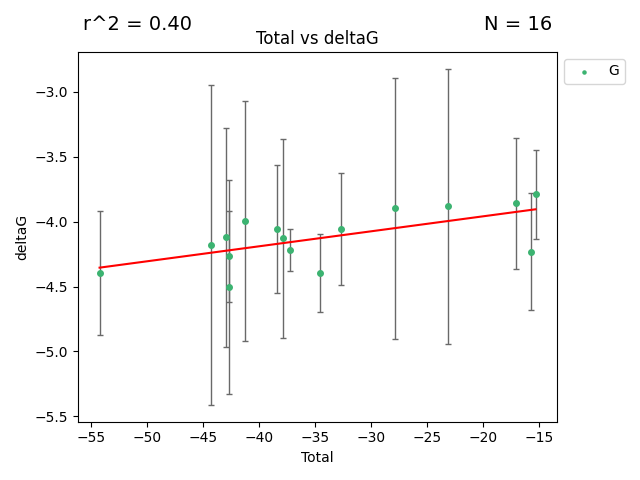 r^2 = 0.40
N = 16
Total vs deltaG
G
deltaG
−3.0
−3.5
−4.0
−4.5
−5.0
−5.5
−55 −50 −45 −40 −35 −30 −25 −20 −15
Total